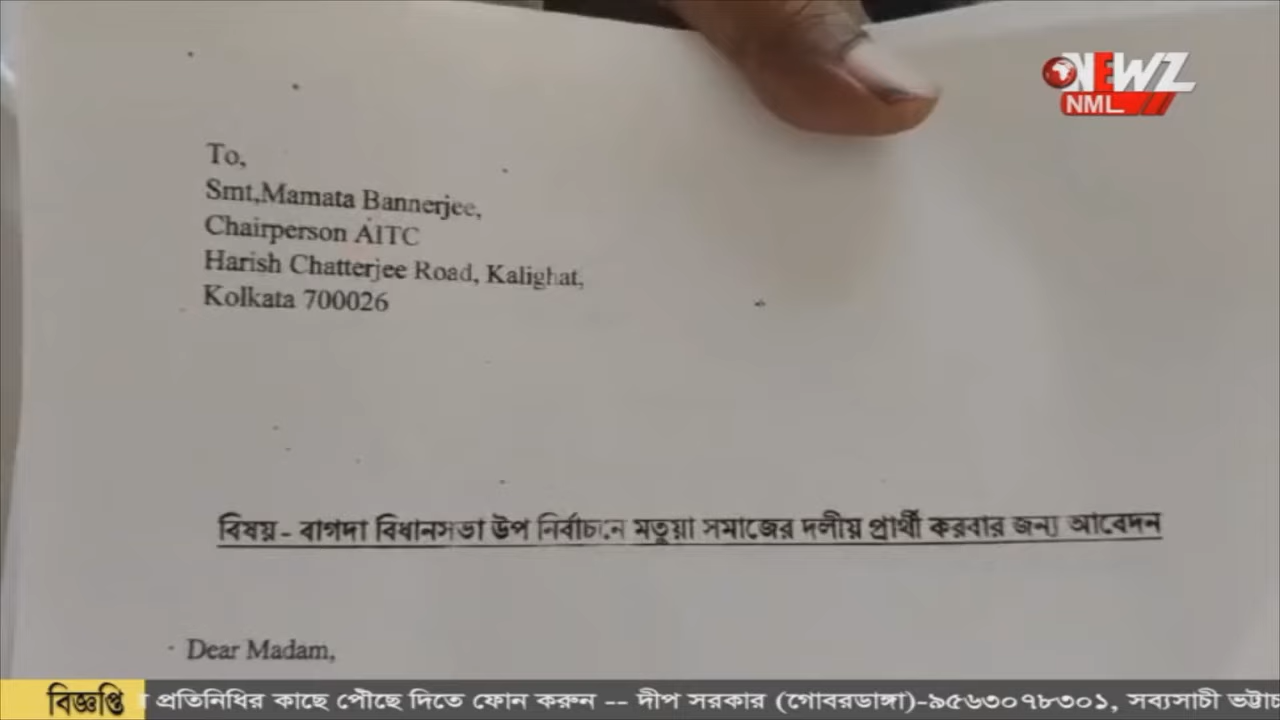 NEWZ
NML
To,
Smt,Mamata Bannerjee,
Chairperson AITC
Harish Chatterjee Road, Kalighat,
Kolkata 700026
বিষয় - বাগদা বিধানসভা উপ নির্বাচনে মতুয়া সমাজের দলীয় প্রার্থী করবার জন্য আবেদন
Dear Madam,
বিজ্ঞপ্তি প্রতিনিধির কাছে পৌঁছে দিতে ফোন করুন -- দীপ সরকার (গোবরডাঙ্গা)-৯৫৬৩০৭৮৩০১, সব্যসাচী